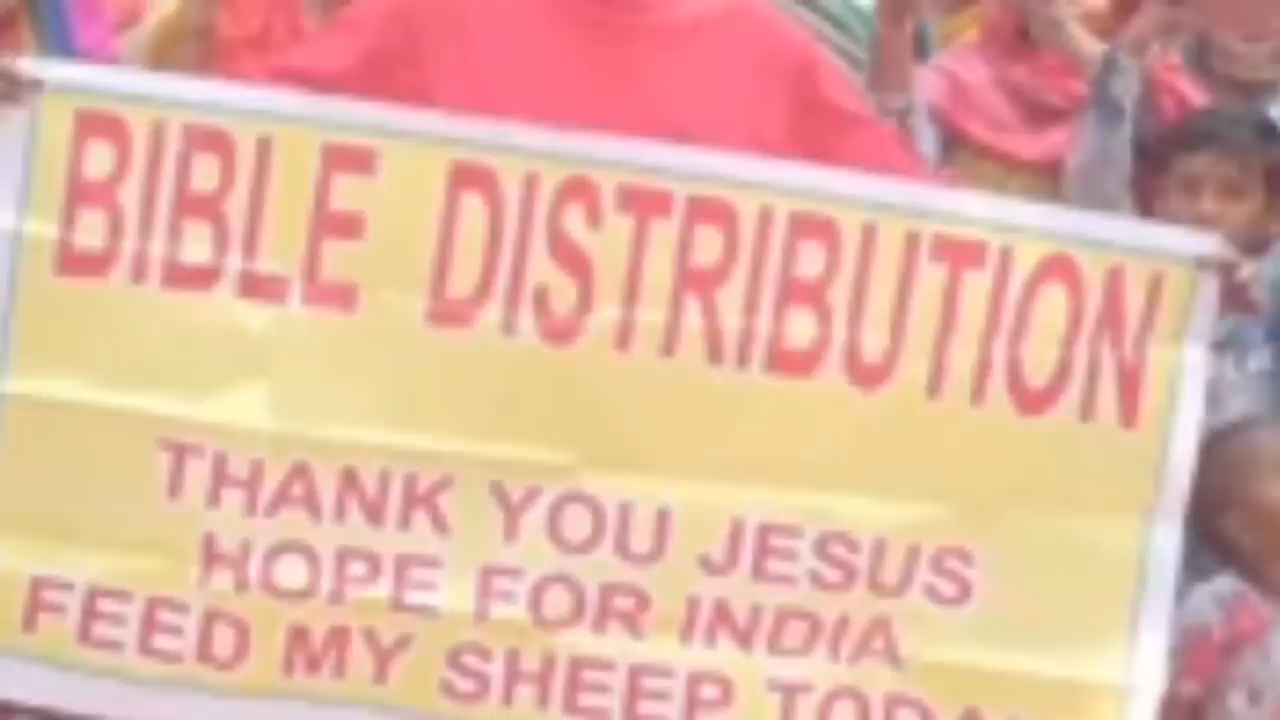 BIBLE DISTRIBUTION
THANK YOU JESUS
HOPE FOR INDIA
FEED MY SHEEP